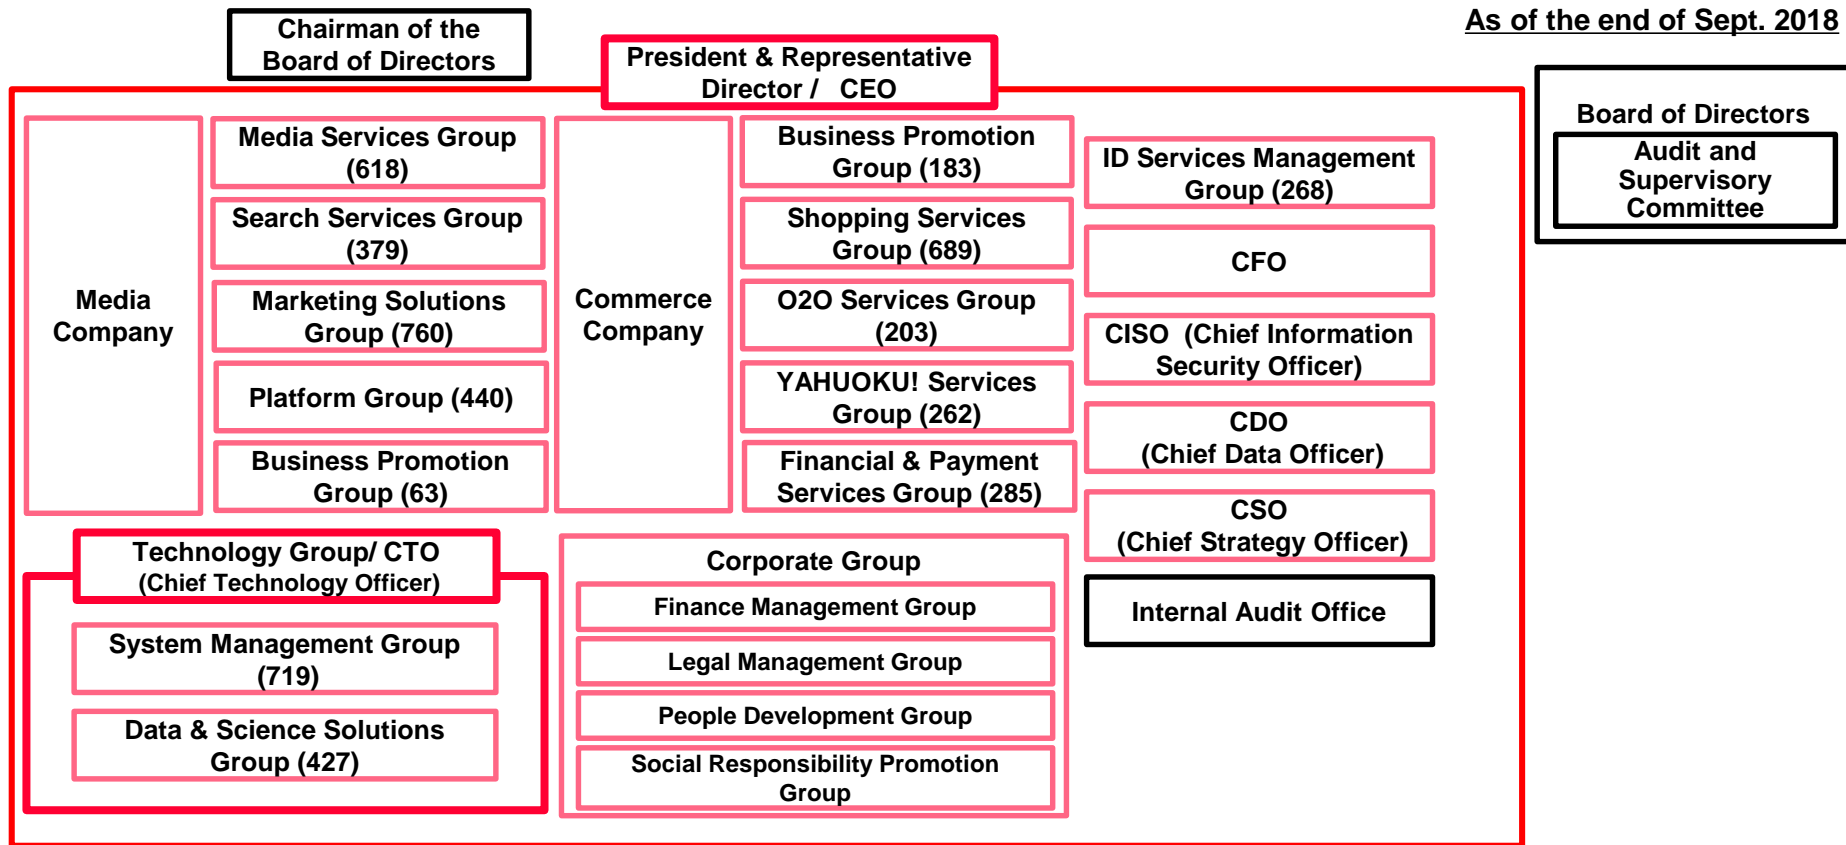 As of the end of Sept. 2018
Chairman of the
Board of Directors
President & Representative
Director / CEO
Board of Directors
Audit and
Supervisory
Committee
Media
Company
Media Services Group
(618)
Search Services Group
(379)
Marketing Solutions
Group (760)
Platform Group (440)
Business Promotion
Group (63)
Commerce
Company
Business Promotion
Group (183)
Shopping Services
Group (689)
O2O Services Group
(203)
YAHUOKU! Services
Group (262)
Financial & Payment
Services Group (285)
ID Services Management
Group (268)
CFO
CISO (Chief Information
Security Officer)
CDO
(Chief Data Officer)
CSO
(Chief Strategy Officer)
Internal Audit Office
Technology Group/ CTO
(Chief Technology Officer)
System Management Group
(719)
Data & Science Solutions
Group (427)
Corporate Group
Finance Management Group
Legal Management Group
People Development Group
Social Responsibility Promotion
Group